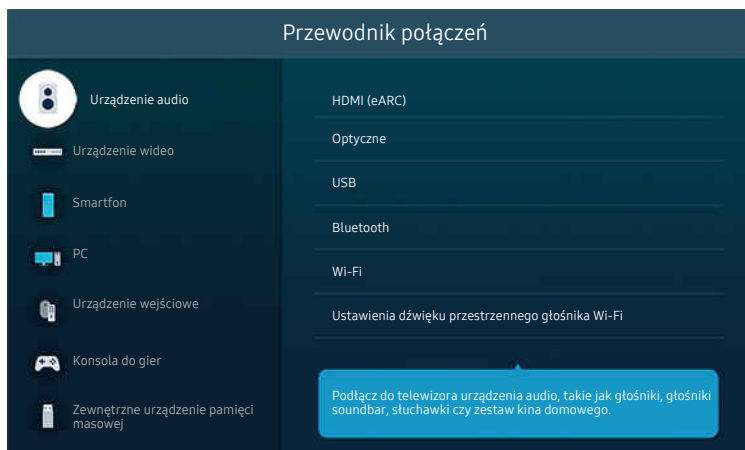 Przewodnik połączeń
Urządzenie audio
Urządzenie wideo
Smartfon
PC
Urządzenie wejściowe
Konsola do gier
Zewnętrzne urządzenie pamięci
masowej
HDMI (eARC)
Optyczne
USB
Bluetooth
Wi-Fi
Ustawienia dźwięku przestrzennego głośnika Wi-Fi
Podłącz do telewizora urządzenia audio, takie jak głośniki, głośniki
soundbar, słuchawki czy zestaw kina domowego.